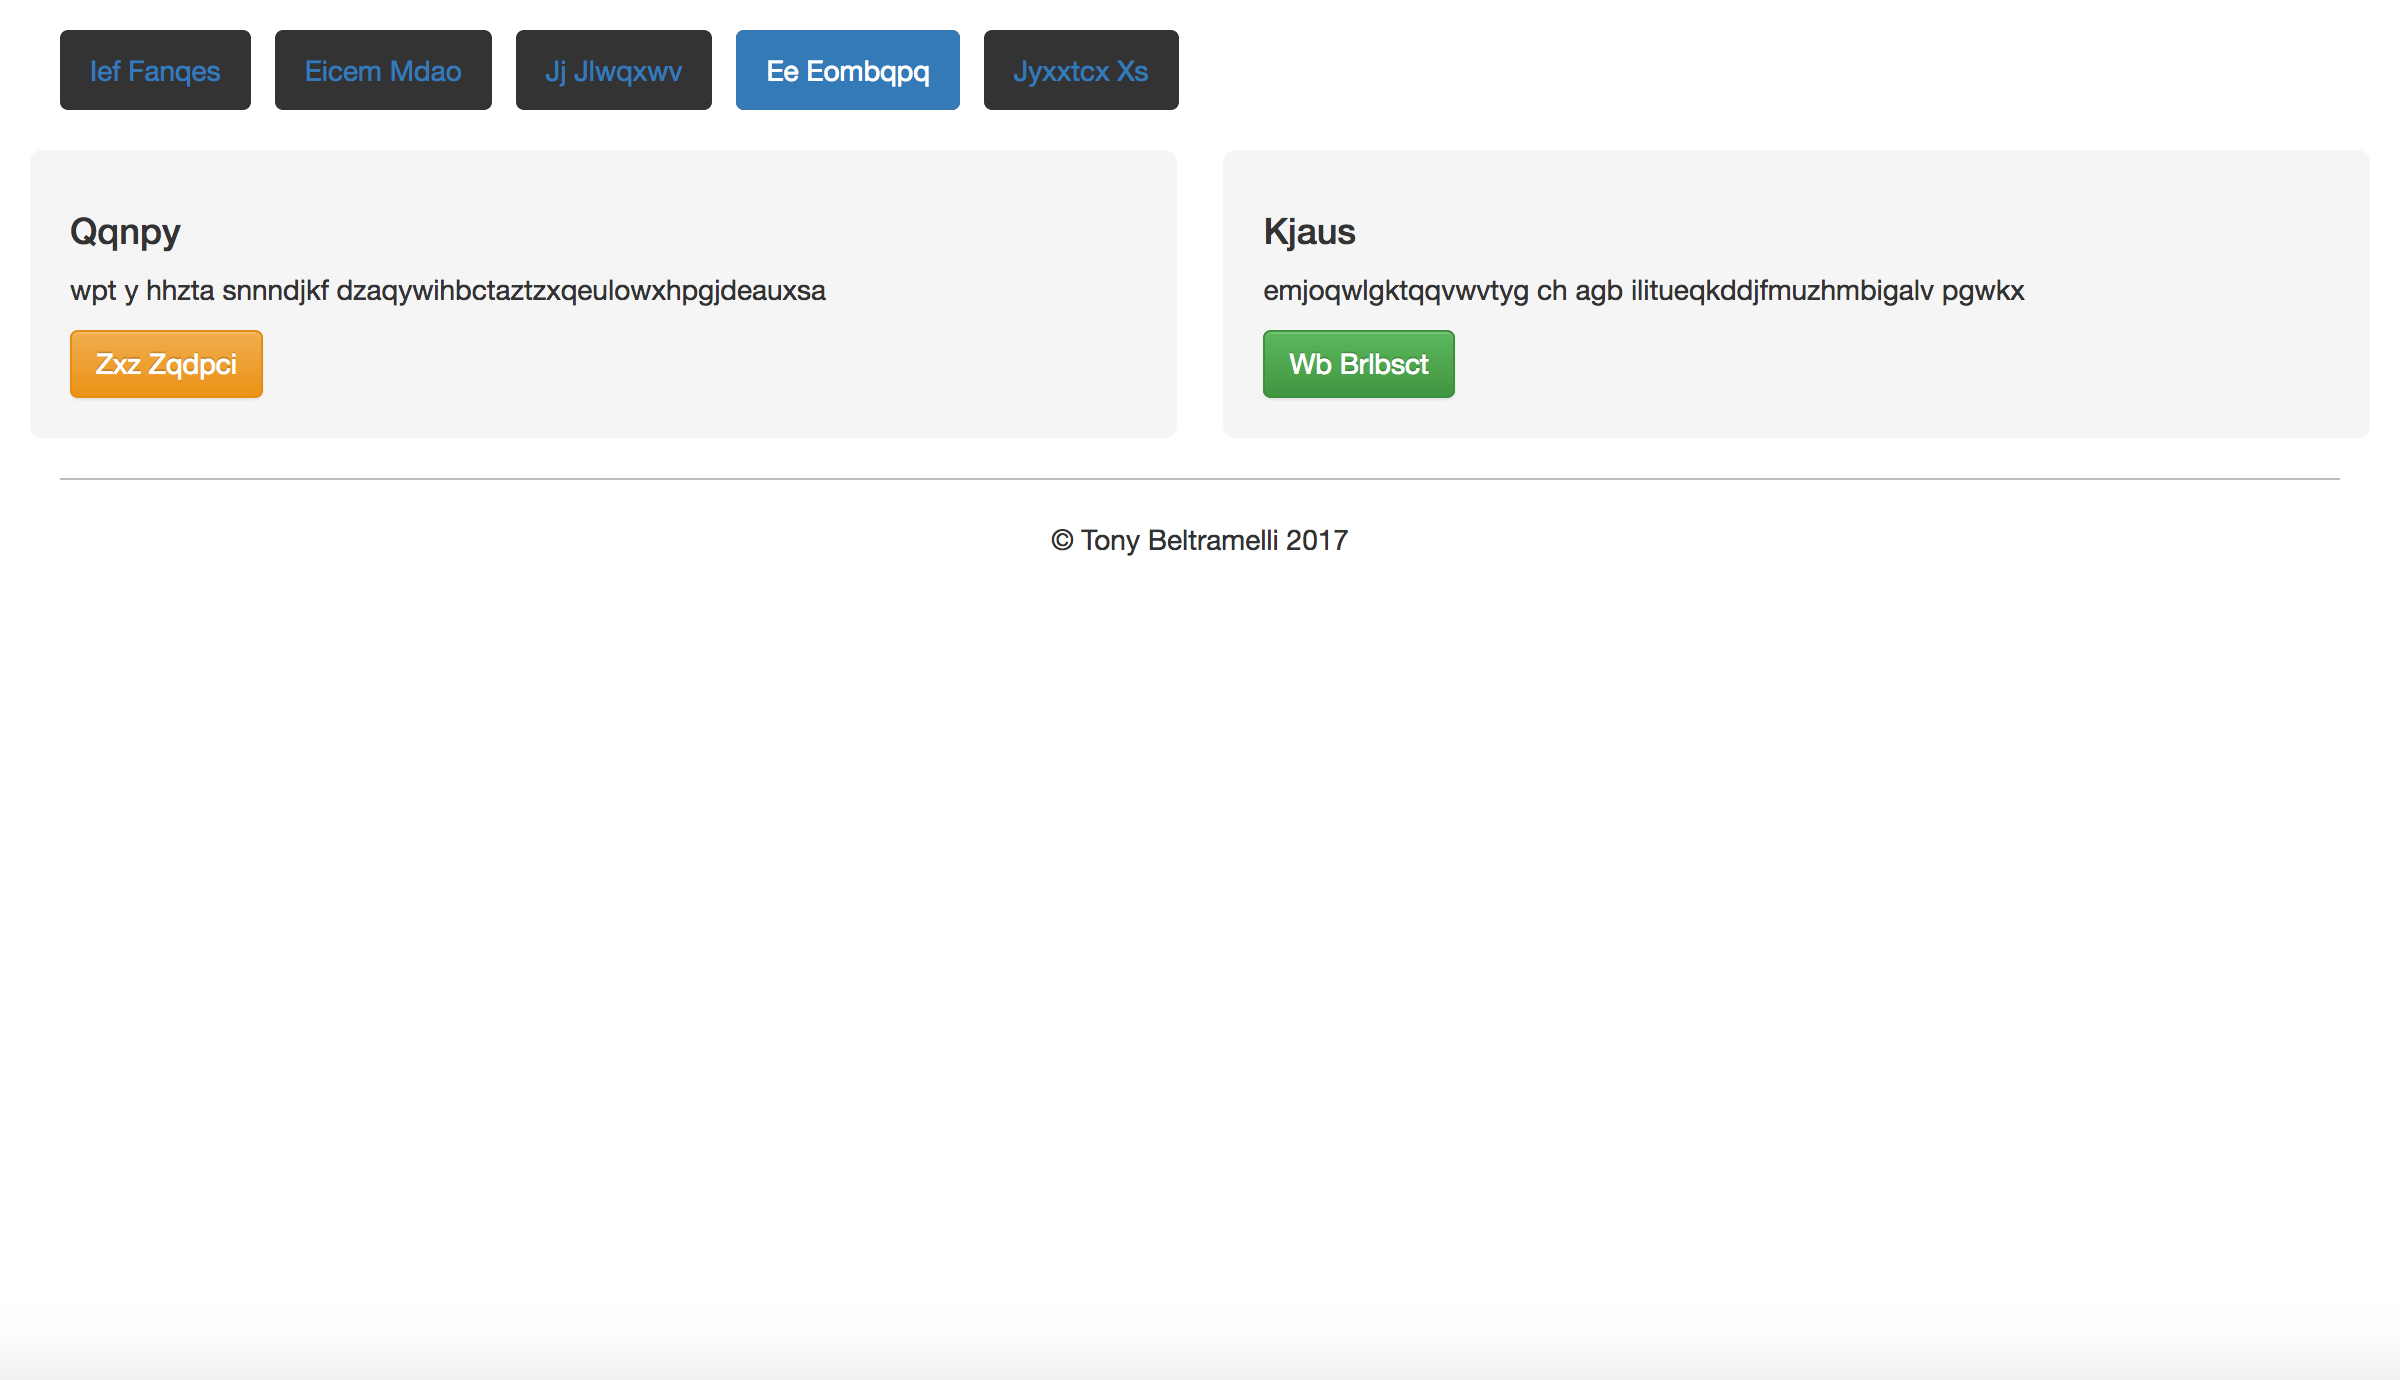 Ief Fanqes
Eicem Mdao
Jj Jlwqxwv
Ee Eombqpq
Jyxxtcx Xs
Qqnpy
wpt y hhzta snnndjkf dzaqywihbctaztzxqeulowxhpgjdeauxsa
Zxz Zqdpci
Kjaus
emjoqwlgktqqvwvtyg ch agb ilitueqkddjfmuzhmbigalv pgwkx
Wb Brlbsct
© Tony Beltramelli 2017